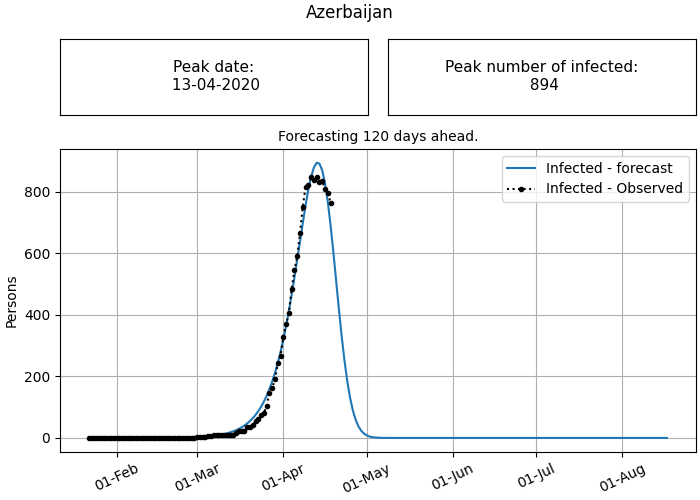 Azerbaijan
Peak date:
13-04-2020
Peak number of infected:
894
Forecasting 120 days ahead.
Infected - forecast
Infected - Observed
Persons
800
600
400
200
0
01-Feb
01-Mar
01-Apr
01-May
01-Jun
01-Jul
01-Aug